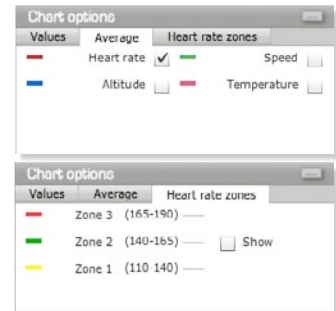 Chart options
Values Average Heart rate zones
Heart rate Speed
Altitude Temperature
Chart options
Values Average Heart rate zones
Zone 3 (165-190)
Zone 2 (140-165) Show
Zone 1 (110-140)